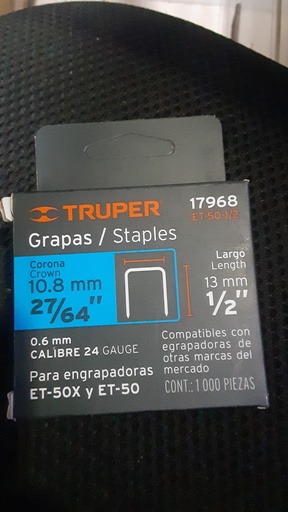 TRUPER
17968
ET-50-1/2
Grapas / Staples
Corona
Crown
10.8 mm
27/64"
Largo
Length
13 mm
1/2"
0.6 mm
CALIBRE 24 GAUGE
Para engrapadoras
ET-50X y ET-50
Compatibles con
egrapadoras de
otras marcas del
mercado
CONT.: 1 000 PIEZAS